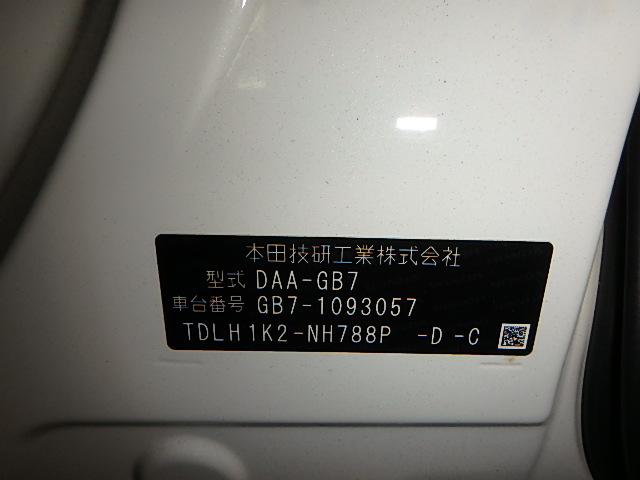 本田技研工業株式会社
型式 DAA-GB7
車台番号 GB7-1093057
TDLH1K2-NH788P -D -C